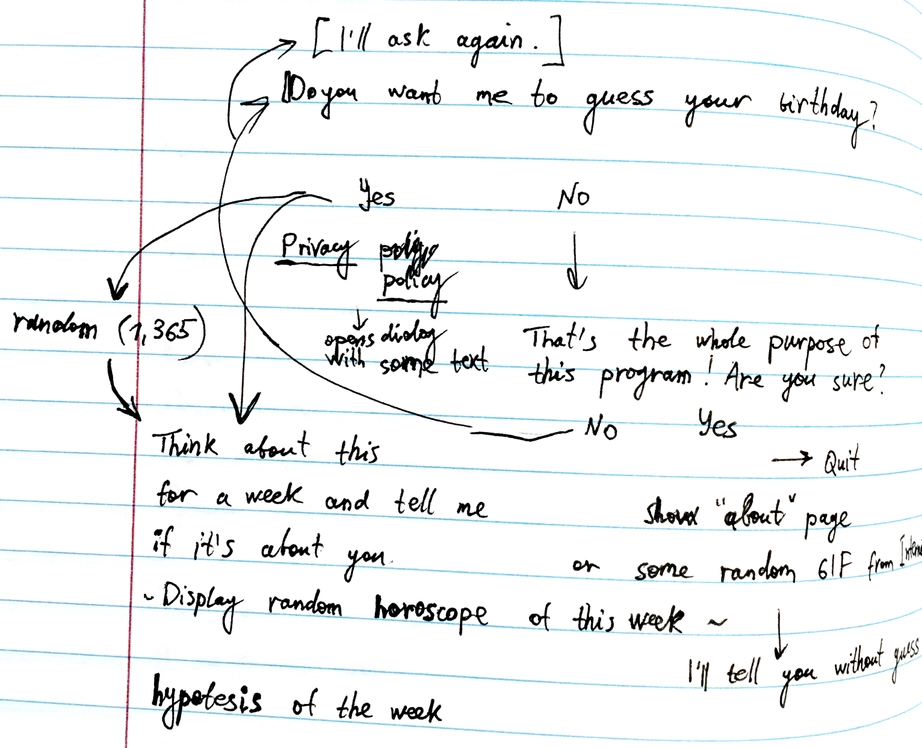 [I'll ask again.]
Do you want me to guess your birthday?
Yes No
Privacy
policy
random (1,365)
opens dialog
with some text
That's the whole purpose of
this program! Are you sure?
No Yes
→ Quit
Think about this
for a week and tell me
if it's about you.
show "about" page
or some random GIF from
~ Display random horoscope of this week ~
I'll tell you without guess
hypotesis of the week